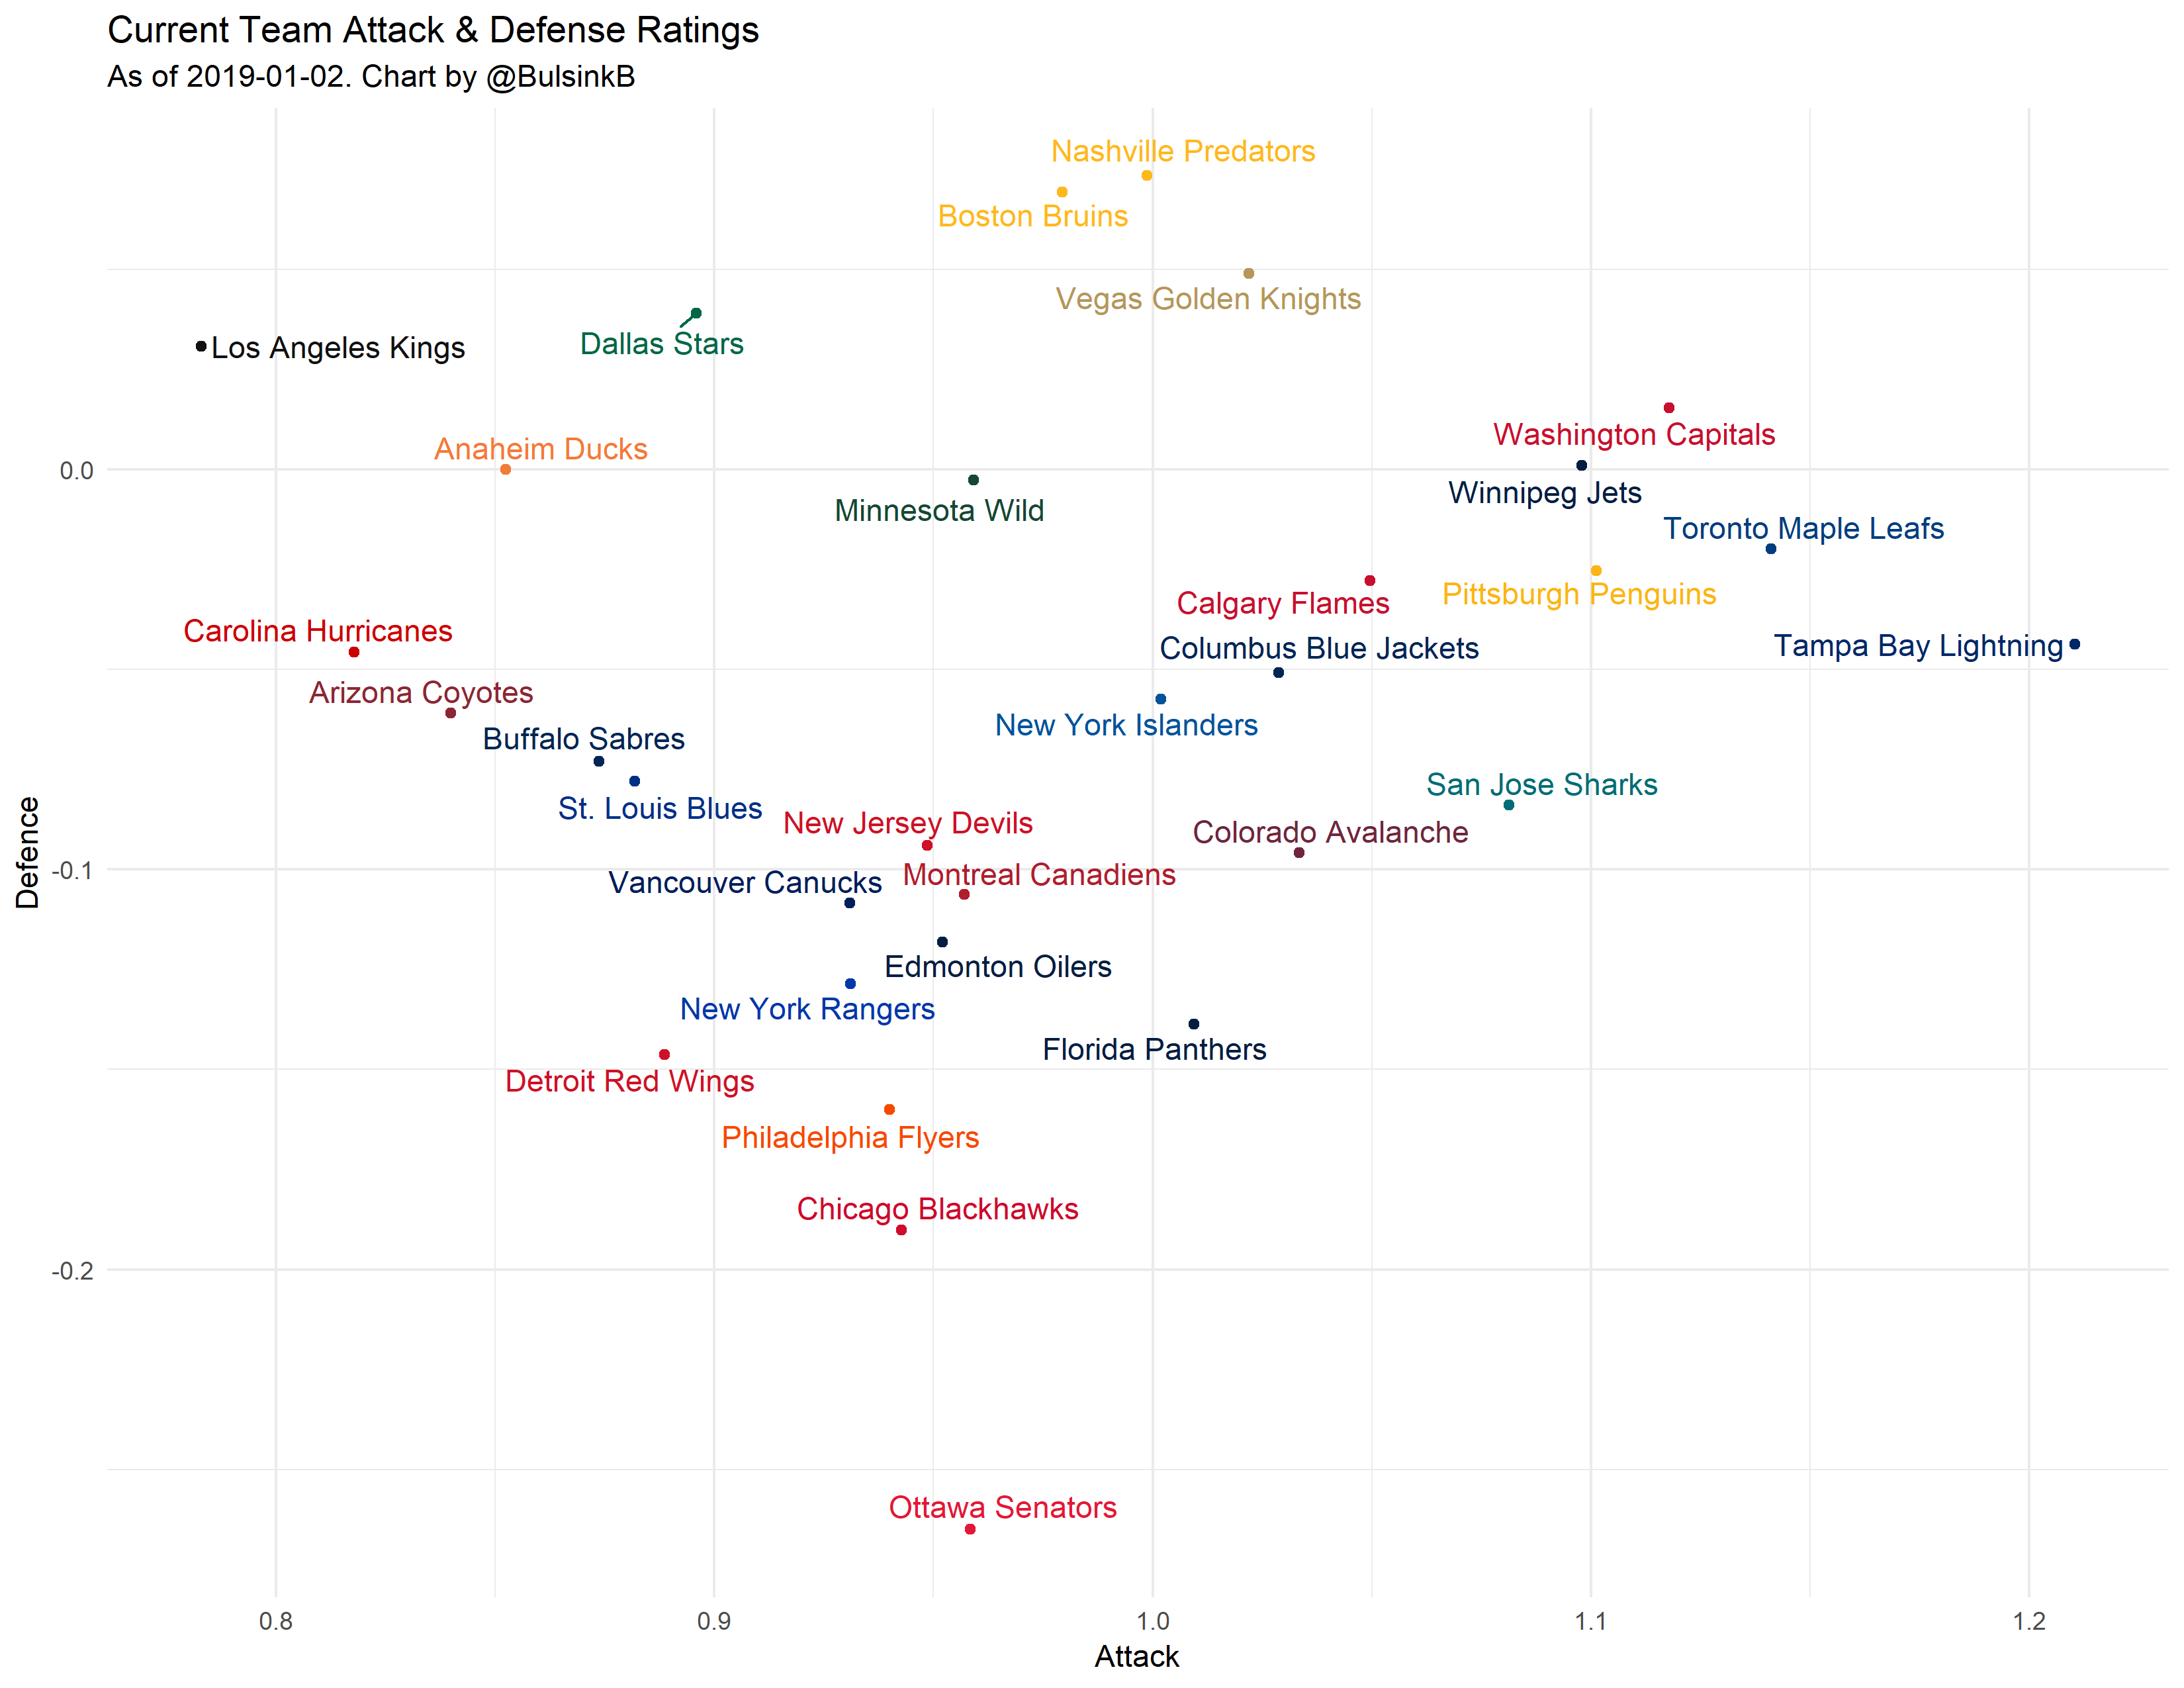 Current Team Attack & Defense Ratings
As of 2019-01-02. Chart by @BulsinkB
Nashville Predators
Boston Bruins
Vegas Golden Knights
Dallas Stars
Los Angeles Kings
Washington Capitals
Anaheim Ducks
0.0
Winnipeg Jets
Minnesota Wild
Toronto Maple Leafs
Pittsburgh Penguins
Calgary Flames
Carolina Hurricanes
Columbus Blue Jackets
Tampa Bay Lightning
Arizona Coyotes
New York Islanders
Buffalo Sabres
San Jose Sharks
St. Louis Blues
New Jersey Devils
Colorado Avalanche
Defence
-0.1
Montreal Canadiens
Vancouver Canucks
Edmonton Oilers
New York Rangers
Florida Panthers
Detroit Red Wings
Philadelphia Flyers
Chicago Blackhawks
-0.2
Ottawa Senators
0.8
0.9
1.0
1.1
1.2
Attack